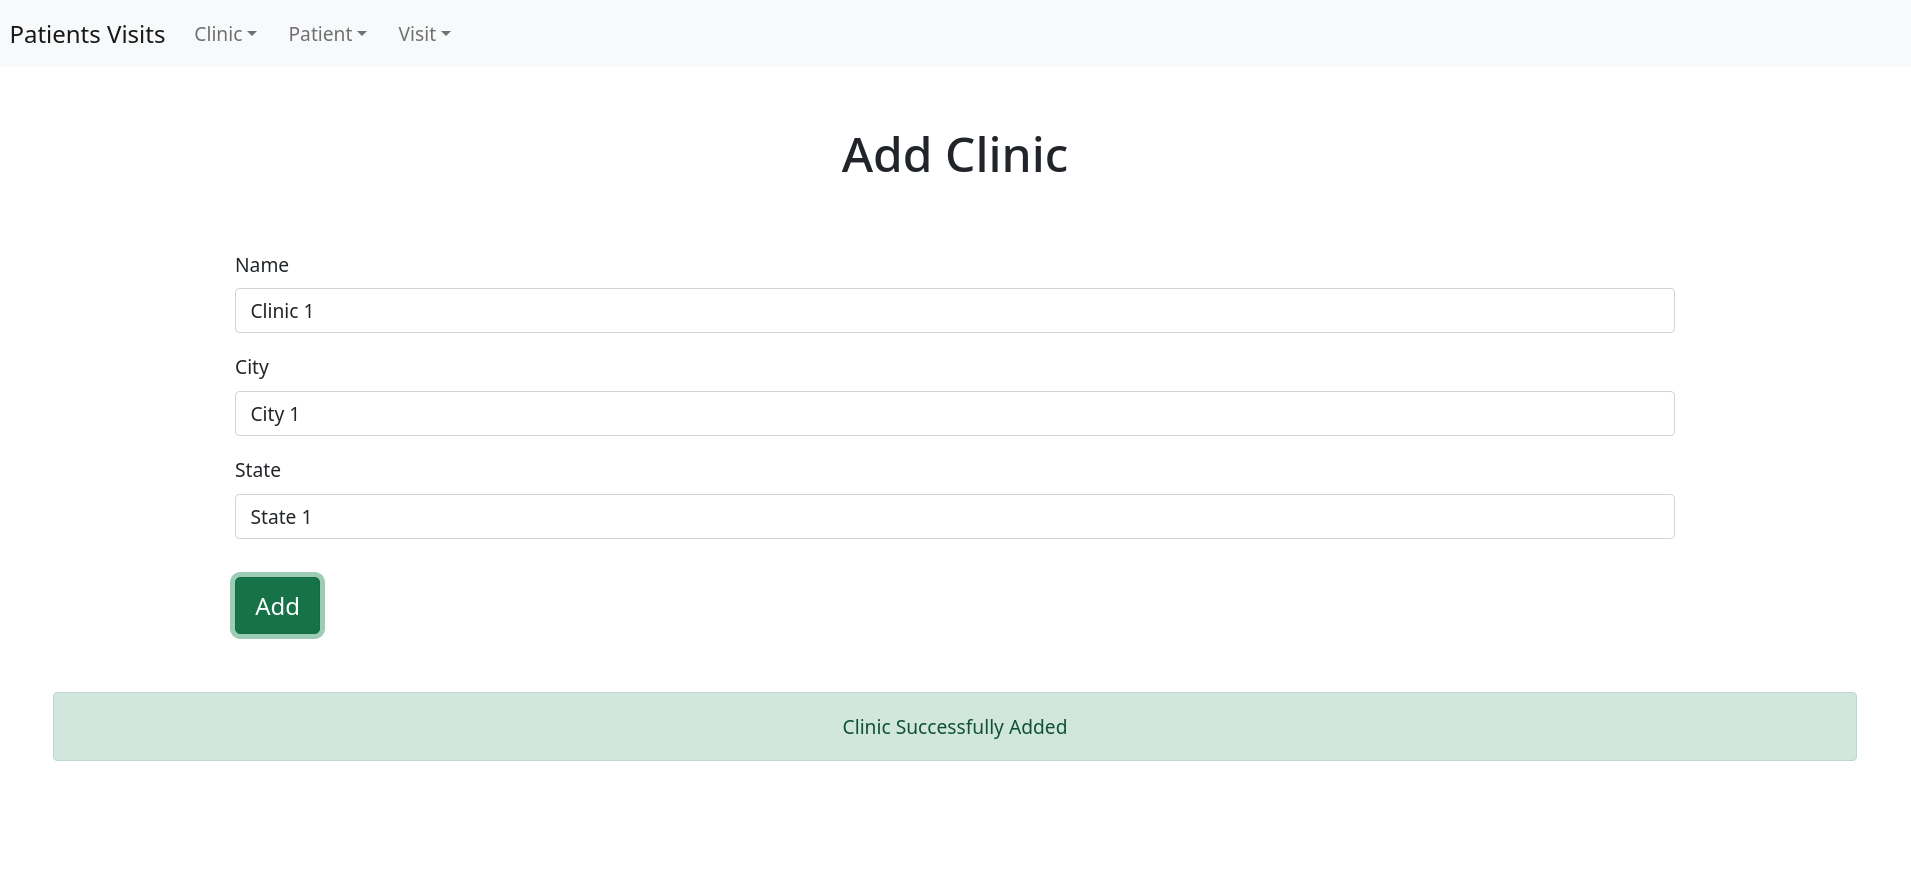 Patients Visits Clinic Patient Visit
Add Clinic
Name
Clinic 1
City
City 1
State
State 1
Add
Clinic Successfully Added